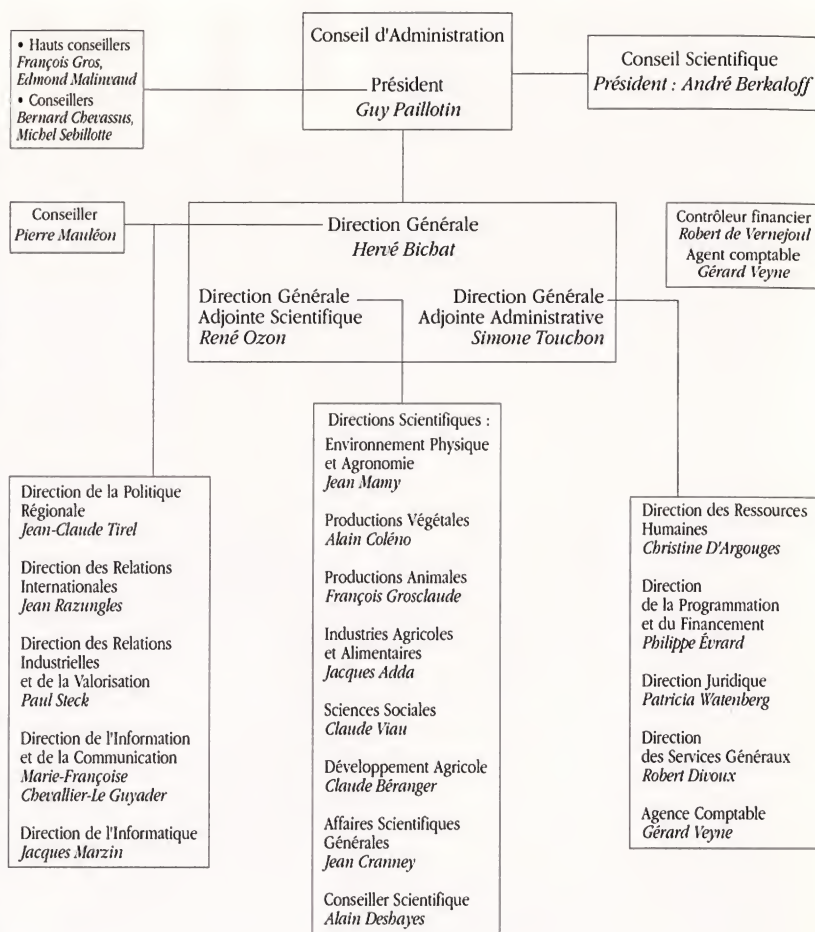 Conseil d'Administration
Président
Guy Paillotin
• Hauts conseillers
François Gros,
Edmond Malinvaud
• Conseillers
Bernard Chevassus,
Michel Sebillotte
Conseil Scientifique
Président : André Berkaloff
Conseiller
Pierre Mauléon
Direction Générale
Hervé Bichat
Direction Générale
Adjointe Scientifique
René Ozon
Direction Générale
Adjointe Administrative
Simone Touchon
Contrôleur financier
Robert de Vernejoul
Agent comptable
Gérard Veyne
Direction de la Politique
Régionale
Jean-Claude Tirel
Direction des Relations
Internationales
Jean Razungles
Direction des Relations
Industrielles
et de la Valorisation
Paul Steck
Direction de l'Information
et de la Communication
Marie-Françoise
Chevallier-Le Guyader
Direction de l'Informatique
Jacques Marzin
Directions Scientifiques :
Environnement Physique
et Agronomie
Jean Mamy
Productions Végétales
Alain Coléno
Productions Animales
François Grosclaude
Industries Agricoles
et Alimentaires
Jacques Adda
Sciences Sociales
Claude Viau
Développement Agricole
Claude Béranger
Affaires Scientifiques
Générales
Jean Cranney
Conseiller Scientifique
Alain Deshayes
Direction des Ressources
Humaines
Christine D'Argouges
Direction
de la Programmation
et du Financement
Philippe Évrard
Direction Juridique
Patricia Watenberg
Direction
des Services Généraux
Robert Divoux
Agence Comptable
Gérard Veyne